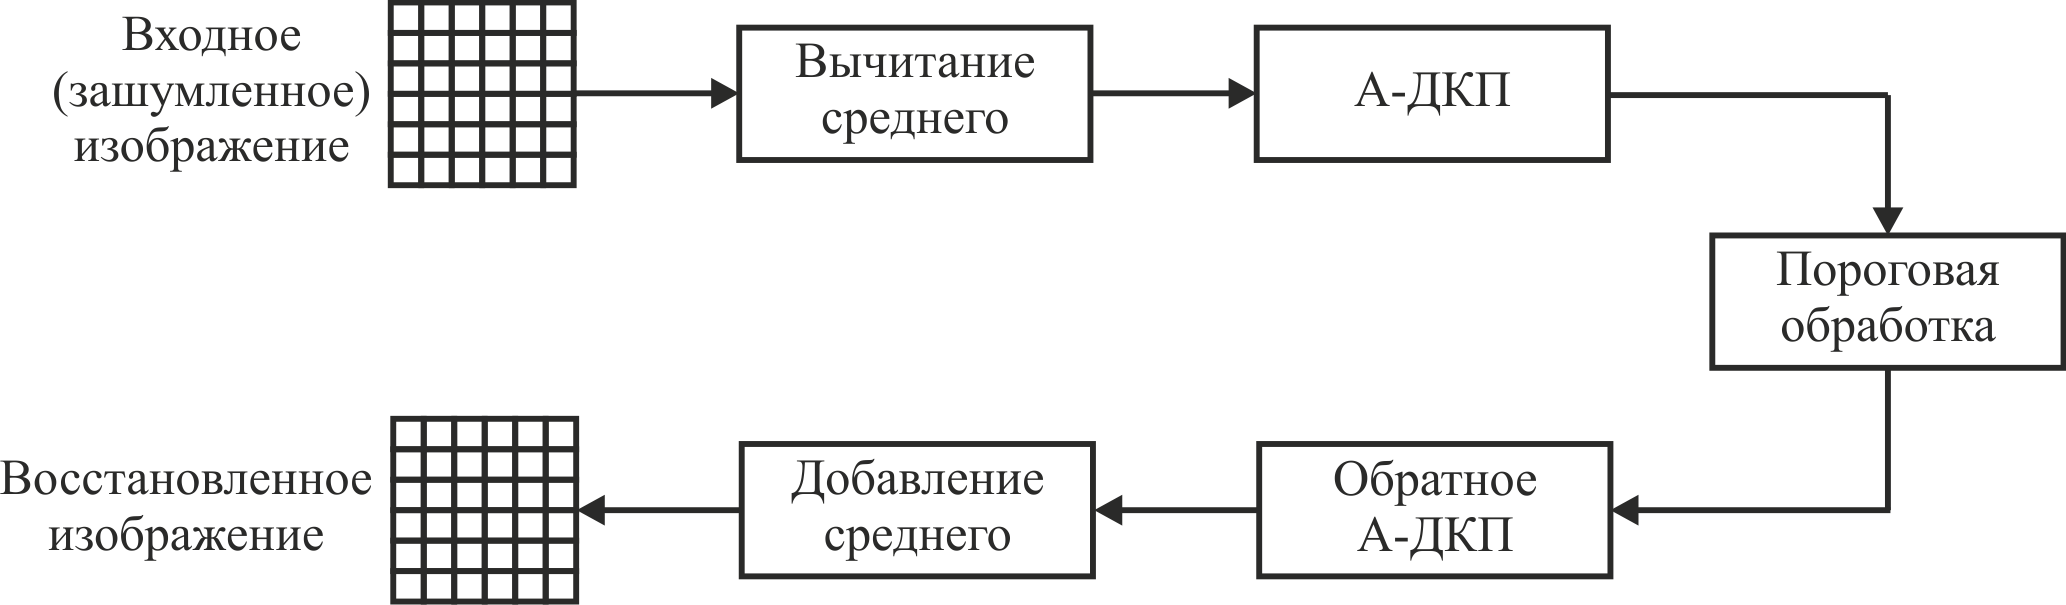 Входное
(зашумленное)
изображение
Вычитание
среднего
А-ДКП
Пороговая
обработка
Обратное
А-ДКП
Добавление
среднего
Восстановленное
изображение